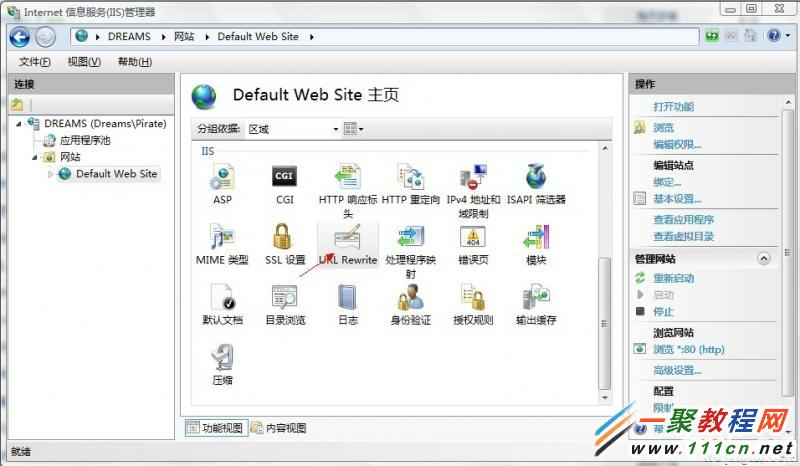 Internet 信息服务(IIS)管理器
DREAMS
网站
Default Web Site
文件(F)
视图(V)
帮助(H)
连接
DREAMS (Dreams\Pirate)
应用程序池
网站
Default Web Site
Default Web Site 主页
分组依据:
区域
IIS
ASP
CGI
HTTP 响应标头
HTTP 重定向
IPv4 地址和域限制
ISAPI 筛选器
MIME 类型
SSL 设置
URL Rewrite
处理程序映射
错误页
模块
默认文档
目录浏览
日志
身份验证
授权规则
输出缓存
压缩
功能视图
内容视图
操作
打开功能
浏览
编辑权限...
编辑站点
绑定...
基本设置...
查看应用程序
查看虚拟目录
管理网站
重新启动
启动
停止
浏览网站
浏览 *:80 (http)
高级设置...
配置
限制
就绪
一聚教程网
www.111cn.net